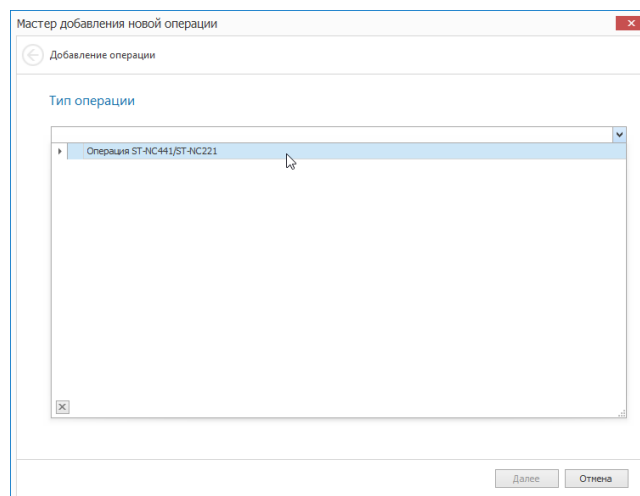 Мастер добавления новой операции
Добавление операции
Тип операции
Операция ST-NC441/ST-NC221
Далее
Отмена